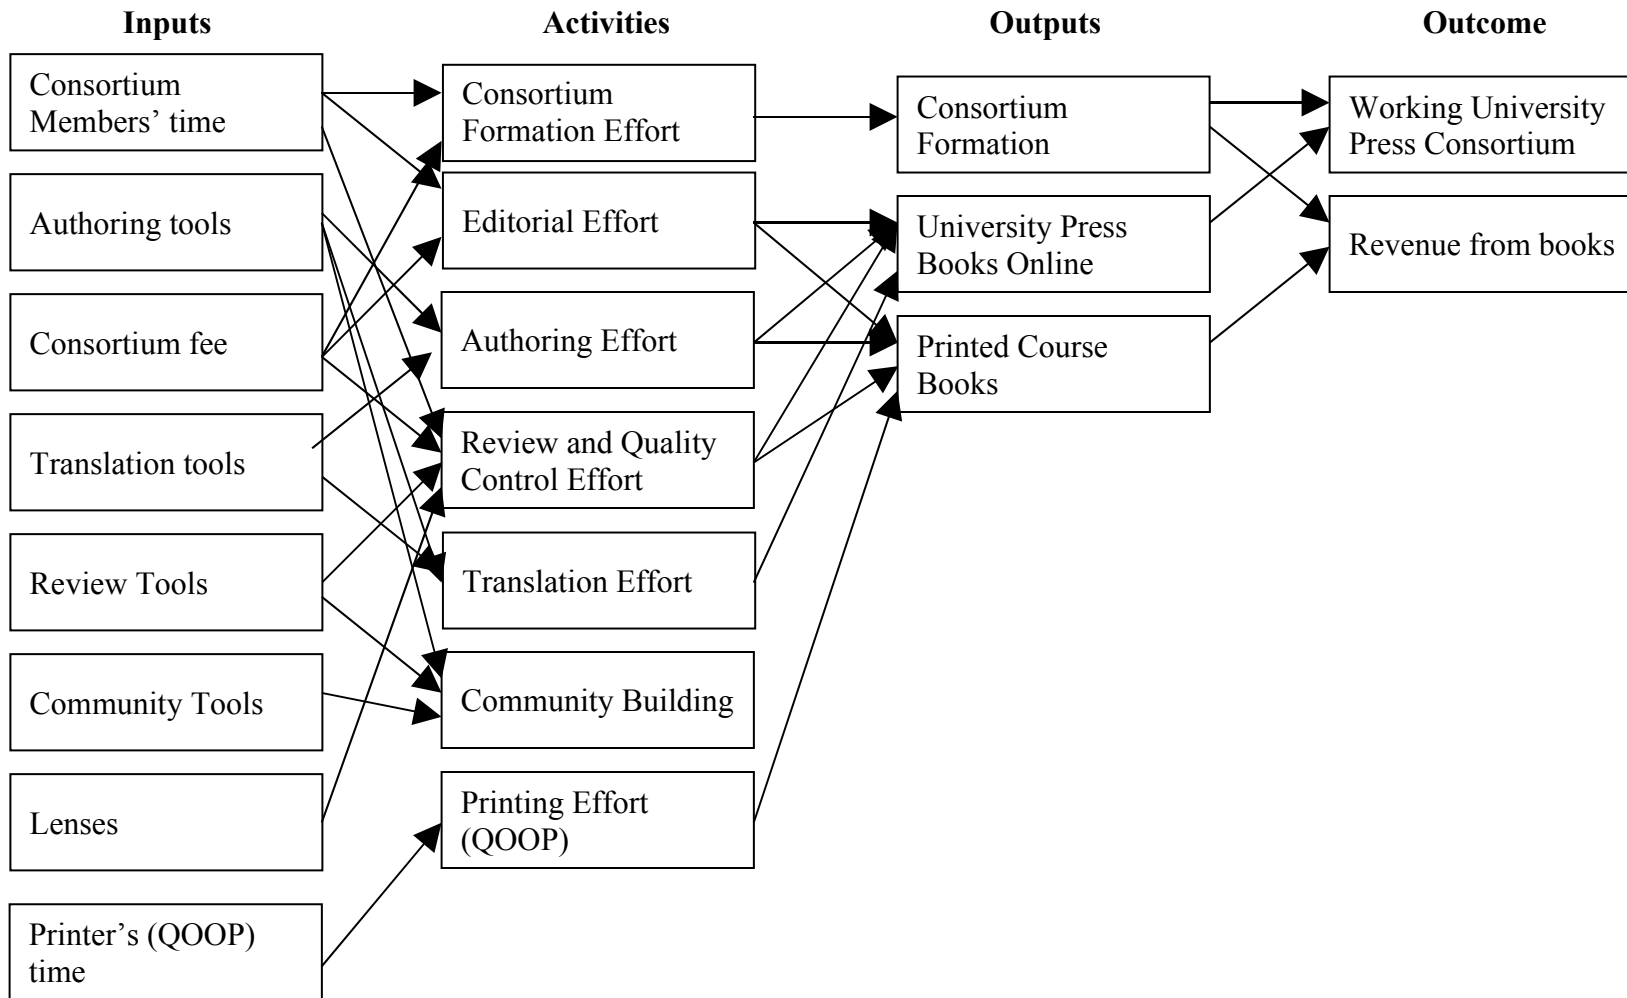 Inputs
Activities
Outputs
Outcome
Consortium
Members’ time
Authoring tools
Consortium fee
Translation tools
Review Tools
Community Tools
Lenses
Printer’s (QOOP)
time
Consortium
Formation Effort
Editorial Effort
Authoring Effort
Review and Quality
Control Effort
Translation Effort
Community Building
Printing Effort
(QOOP)
Consortium
Formation
University Press
Books Online
Printed Course
Books
Working University
Press Consortium
Revenue from books